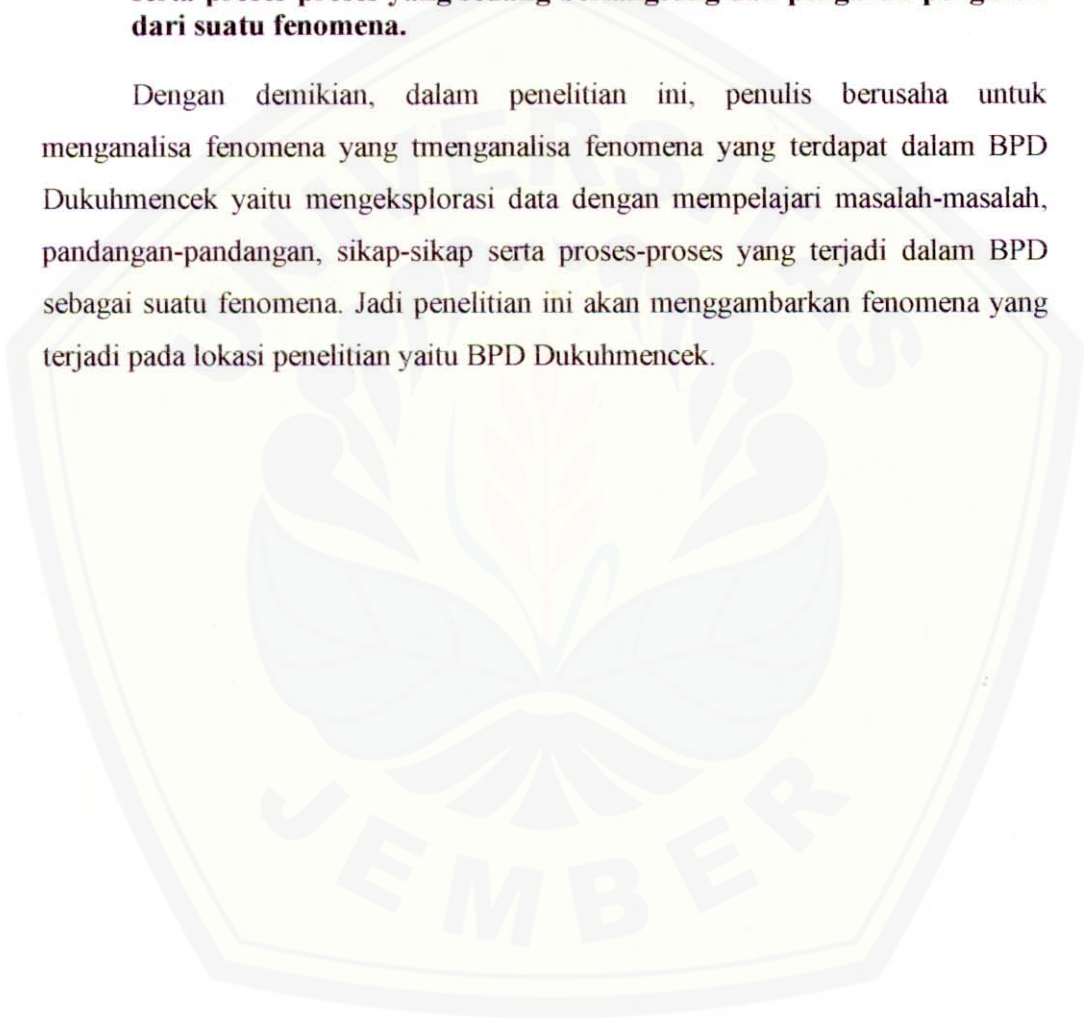 dari suatu fenomena.
Dengan demikian, dalam penelitian ini, penulis berusaha untuk
menganalisa fenomena yang tmenganalisa fenomena yang terdapat dalam BPD
Dukuhmencek yaitu mengeksplorasi data dengan mempelajari masalah-masalah,
pandangan-pandangan, sikap-sikap serta proses-proses yang terjadi dalam BPD
sebagai suatu fenomena. Jadi penelitian ini akan menggambarkan fenomena yang
terjadi pada lokasi penelitian yaitu BPD Dukuhmencek.
UNIVERSITAS
JEMBER